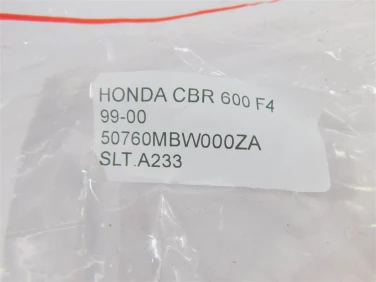 HONDA CBR 600 F4
99-00
50760MBW000ZA
SLT.A233